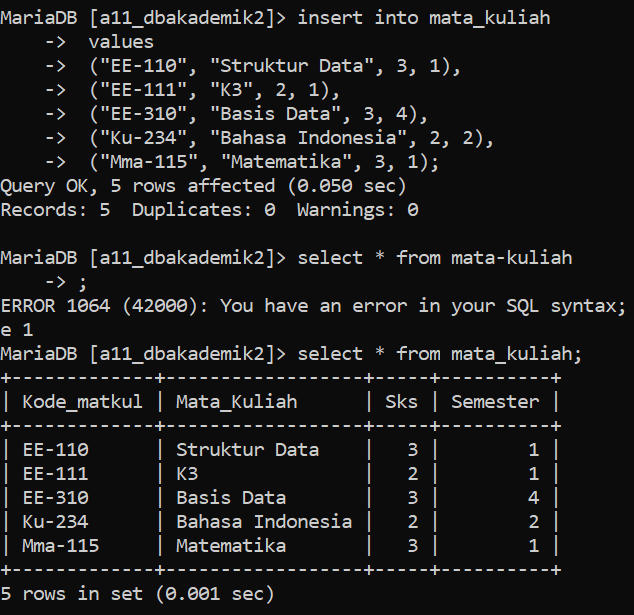 MariaDB [a11_dbakademik2]> insert into mata_kuliah
    ->  values
    ->  ("EE-110", "Struktur Data", 3, 1),
    ->  ("EE-111", "K3", 2, 1),
    ->  ("EE-310", "Basis Data", 3, 4),
    ->  ("Ku-234", "Bahasa Indonesia", 2, 2),
    ->  ("Mma-115", "Matematika", 3, 1);
Query OK, 5 rows affected (0.050 sec)
Records: 5  Duplicates: 0  Warnings: 0

MariaDB [a11_dbakademik2]> select * from mata-kuliah
    -> ;
ERROR 1064 (42000): You have an error in your SQL syntax;
e 1
MariaDB [a11_dbakademik2]> select * from mata_kuliah;
+------------+------------------+-----+----------+
| Kode_matkul | Mata_Kuliah      | Sks | Semester |
+------------+------------------+-----+----------+
| EE-110      | Struktur Data    |   3 |        1 |
| EE-111      | K3               |   2 |        1 |
| EE-310      | Basis Data       |   3 |        4 |
| Ku-234      | Bahasa Indonesia |   2 |        2 |
| Mma-115     | Matematika       |   3 |        1 |
+------------+------------------+-----+----------+
5 rows in set (0.001 sec)